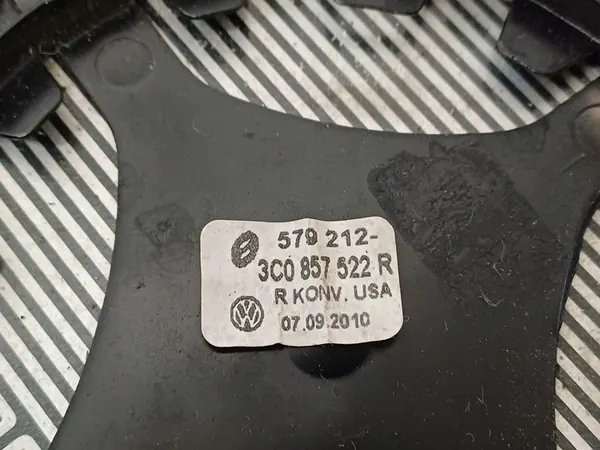 579 212-
3C0 857 522 R
R KONV. USA
07.09.2010